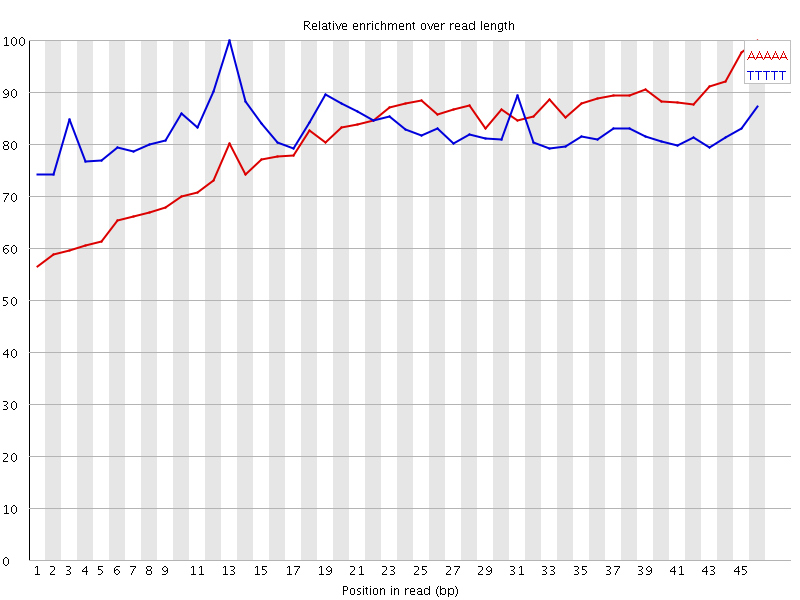 Relative enrichment over read length
100
90
80
70
60
50
40
30
20
10
0
AAAAA
TTTTT
1 2 3 4 5 6 7 8 9 11 13 15 17 19 21 23 25 27 29 31 33 35 37 39 41 43 45
Position in read (bp)